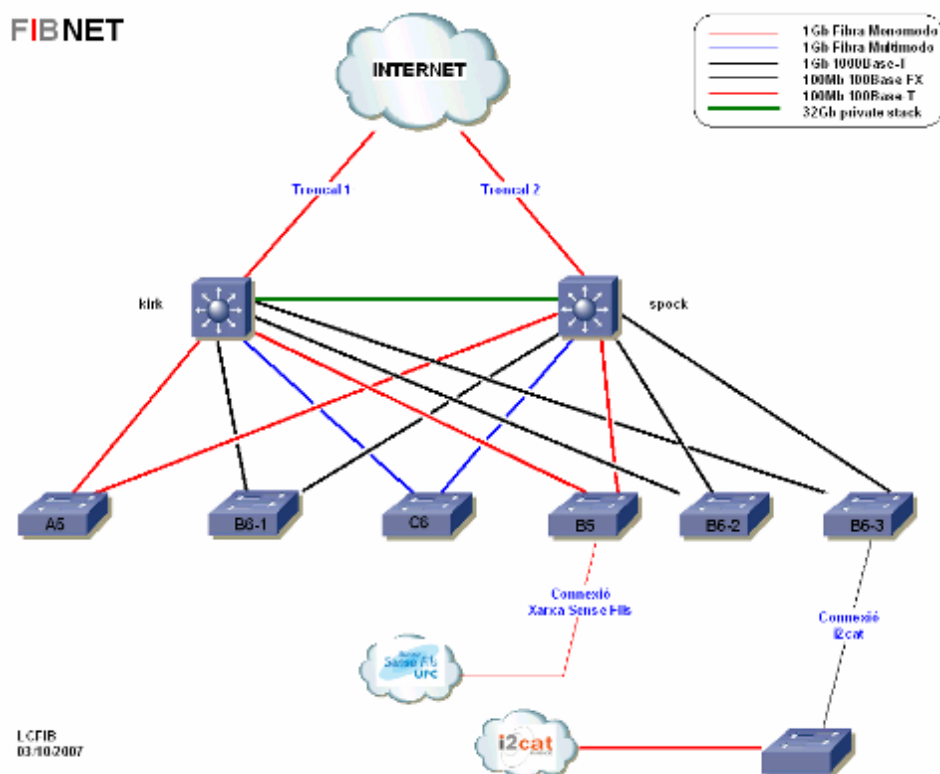 FIBNET
INTERNET
1Gb Fibra Monomodo
1Gb Fibra Multimodo
1Gb 1000Base-T
100Mb 100Base FX
100Mb 100Base-T
32Gb private stack
Troncal 1
Troncal 2
kirk
spock
A5
B6-1
C6
B5
B6-2
B6-3
Connexió
Xarxa Sense Fils
Connexió
i2cat
Sense Fils
UPC
i2cat
LCFIB
03/10/2007